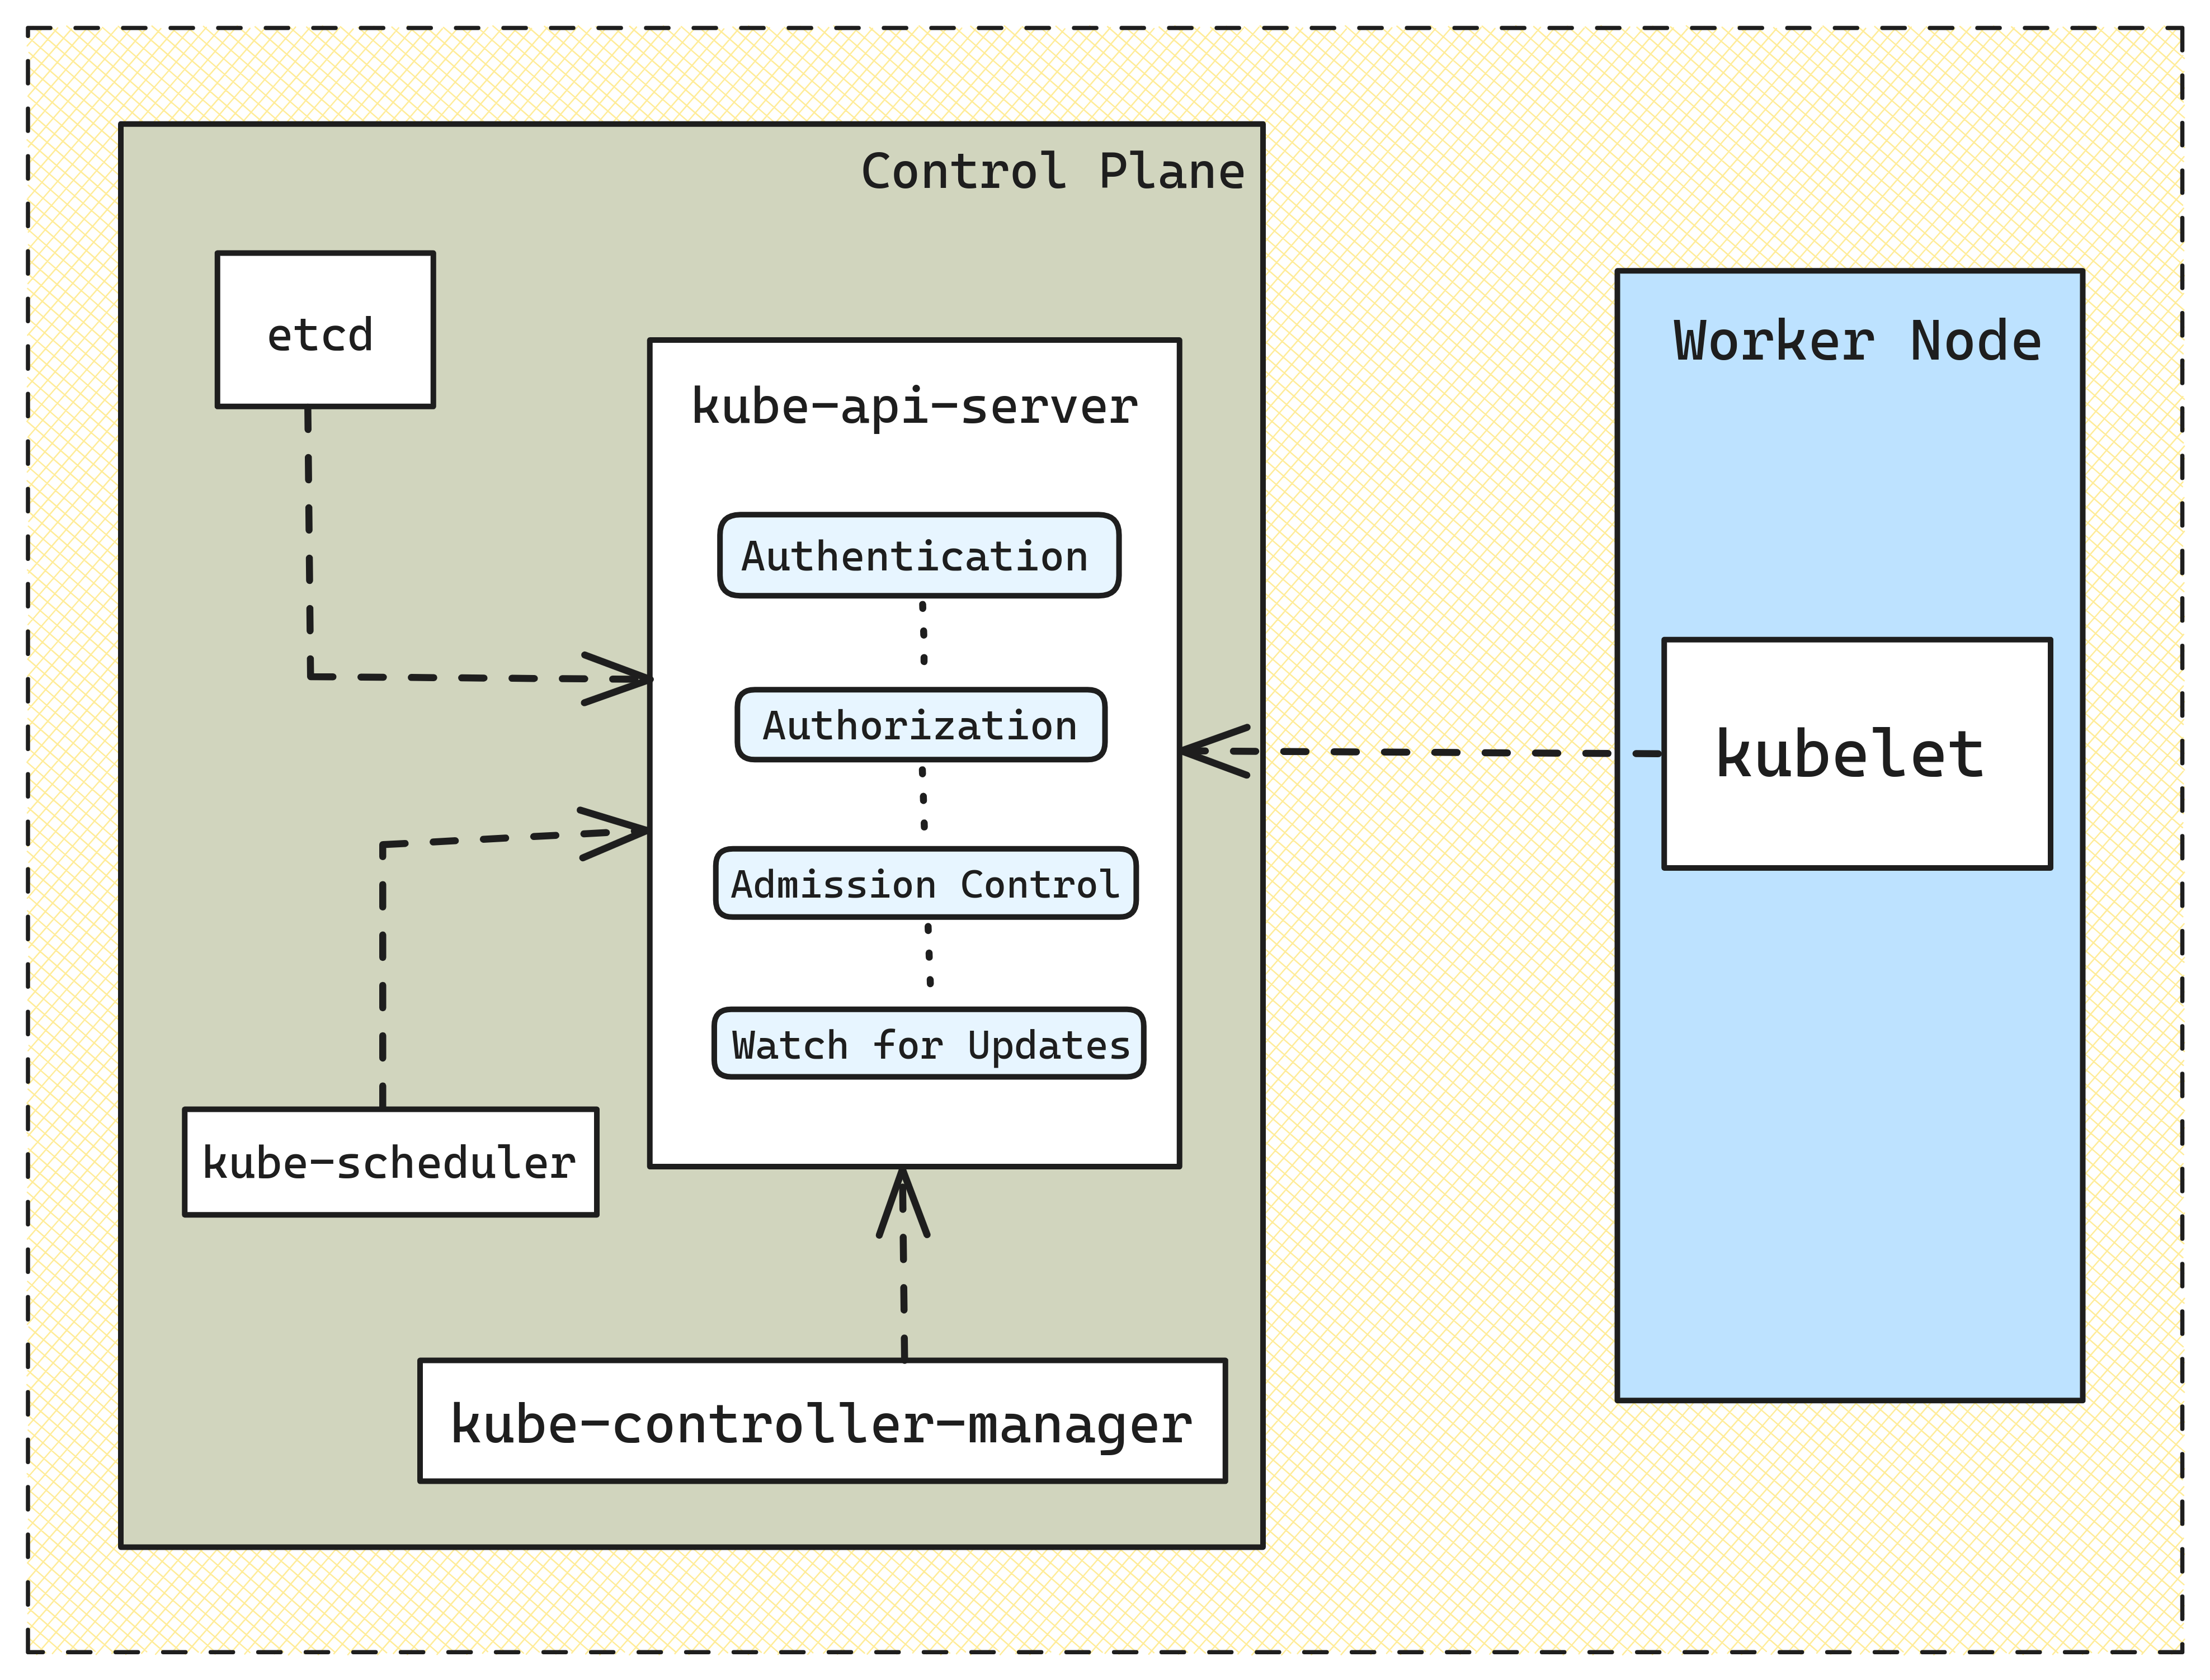 Control Plane
etcd
kube-api-server
Authentication
Authorization
Admission Control
Watch for Updates
kube-scheduler
kube-controller-manager
Worker Node
kubelet